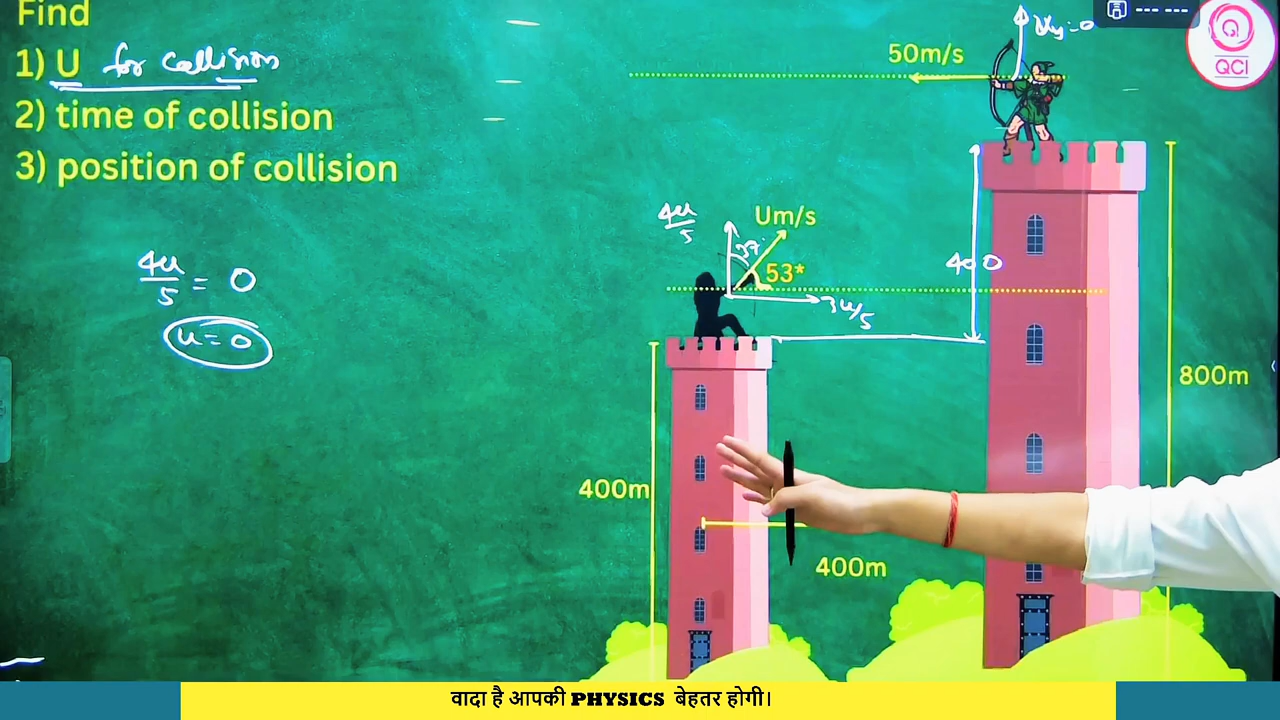 Find
1) U for collision
2) time of collision
3) position of collision
4u/5 = 0
u = 0
50m/s
QCI
4u/5
Um/s
37°
53*
3u/5
400
800m
400m
400m
वादा है आपकी PHYSICS बेहतर होगी।